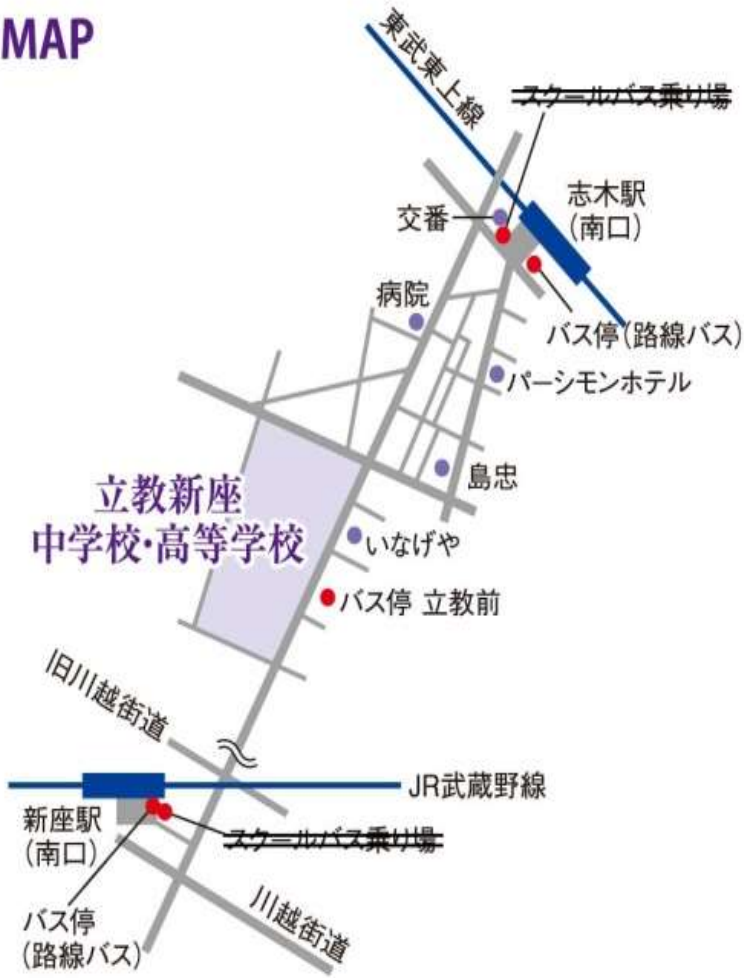 MAP
東武東上線
スクールバス乗り場
志木駅
(南口)
交番
病院
バス停(路線バス)
パーシモンホテル
島忠
立教新座
中学校・高等学校
いなげや
バス停 立教前
旧川越街道
JR武蔵野線
新座駅
(南口)
スクールバス乗り場
バス停
(路線バス)
川越街道